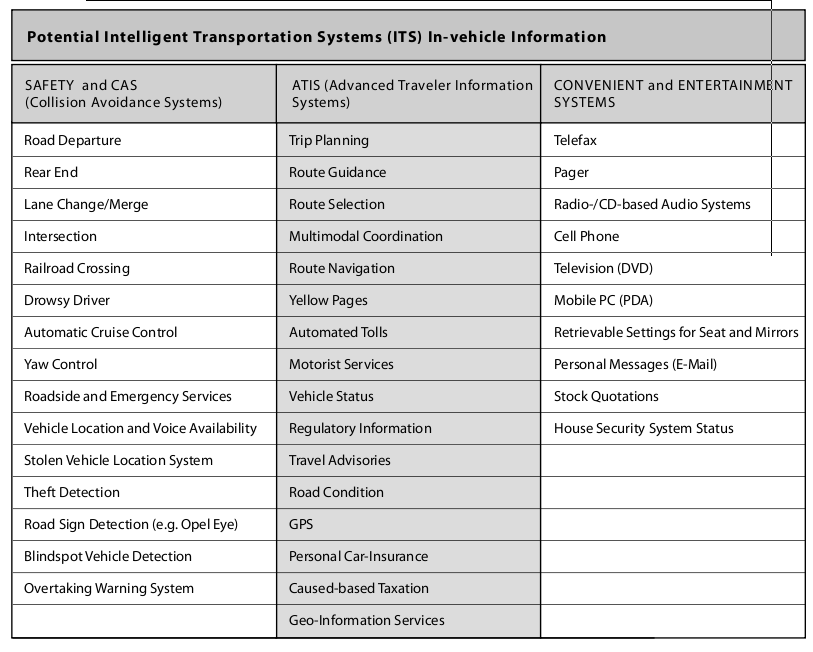 Potential Intelligent Transportation Systems (ITS) In-vehicle Information
SAFETY and CAS
(Collision Avoidance Systems)
ATIS (Advanced Traveler Information
Systems)
CONVENIENT and ENTERTAINMENT
SYSTEMS
Road Departure
Trip Planning
Telefax
Rear End
Route Guidance
Pager
Lane Change/Merge
Route Selection
Radio-/CD-based Audio Systems
Intersection
Multimodal Coordination
Cell Phone
Railroad Crossing
Route Navigation
Television (DVD)
Drowsy Driver
Yellow Pages
Mobile PC (PDA)
Automatic Cruise Control
Automated Tolls
Retrievable Settings for Seat and Mirrors
Yaw Control
Motorist Services
Personal Messages (E-Mail)
Roadside and Emergency Services
Vehicle Status
Stock Quotations
Vehicle Location and Voice Availability
Regulatory Information
House Security System Status
Stolen Vehicle Location System
Travel Advisories
Theft Detection
Road Condition
Road Sign Detection (e.g. Opel Eye)
GPS
Blindspot Vehicle Detection
Personal Car-Insurance
Overtaking Warning System
Caused-based Taxation
Geo-Information Services